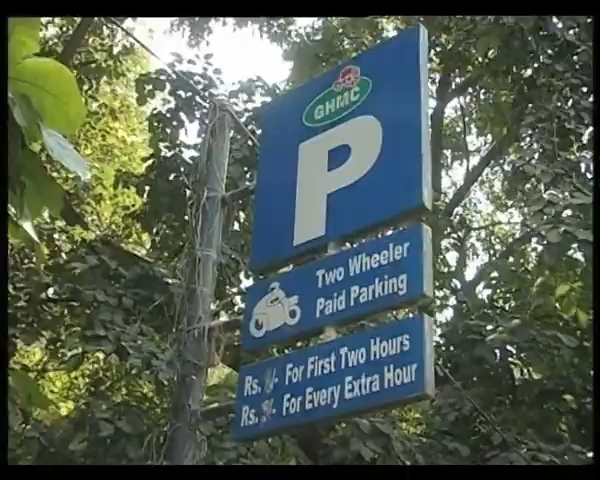 GHMC
P
Two Wheeler
Paid Parking
Rs. /- For First Two Hours
Rs. /- For Every Extra Hour